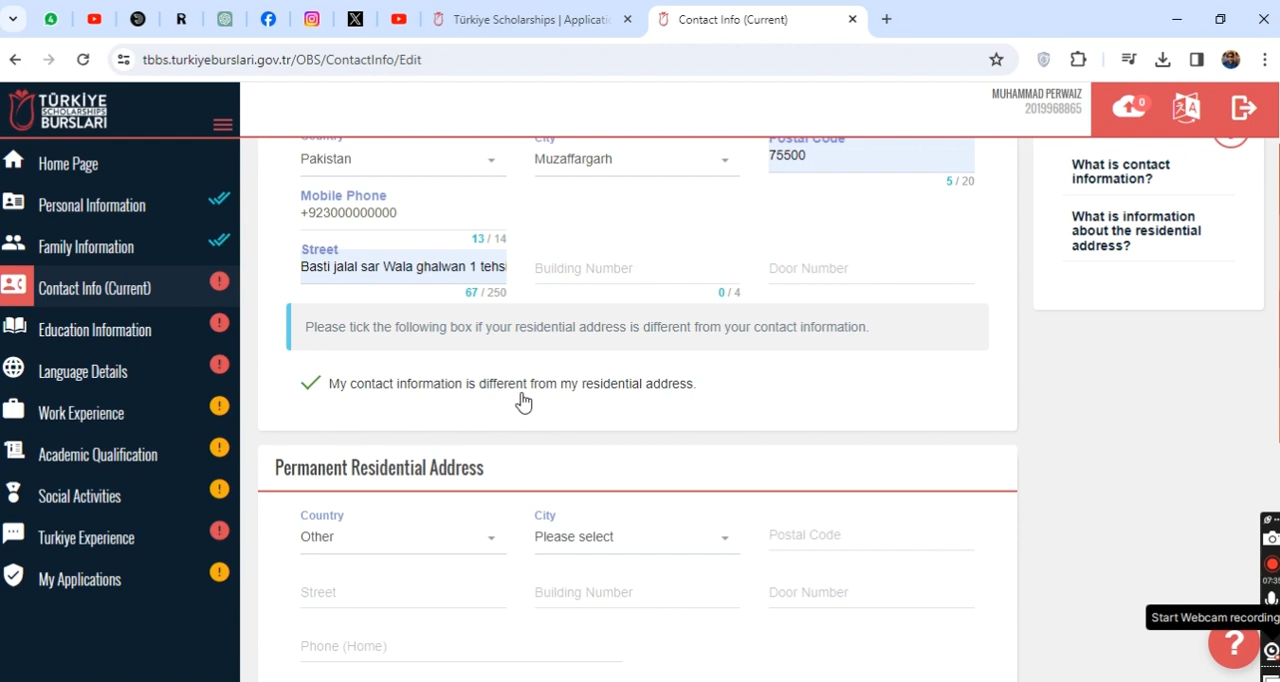 Türkiye Scholarships | Applicatio
Contact Info (Current)
tbbs.turkiyeburslari.gov.tr/OBS/ContactInfo/Edit
TÜRKİYE
SCHOLARSHIPS
BURSLARI
MUHAMMAD PERWAIZ
2019968865
0
Home Page
Personal Information
Family Information
Contact Info (Current)
Education Information
Language Details
Work Experience
Academic Qualification
Social Activities
Turkiye Experience
My Applications
Country
City
Postal Code
Pakistan
Muzaffargarh
75500
5 / 20
Mobile Phone
+923000000000
13 / 14
Street
Basti jalal sar Wala ghalwan 1 tehsi
Building Number
Door Number
67 / 250
0 / 4
Please tick the following box if your residential address is different from your contact information.
My contact information is different from my residential address.
Permanent Residential Address
Country
City
Other
Please select
Postal Code
Street
Building Number
Door Number
Phone (Home)
What is contact
information?
What is information
about the residential
address?
07:35
Start Webcam recording
?